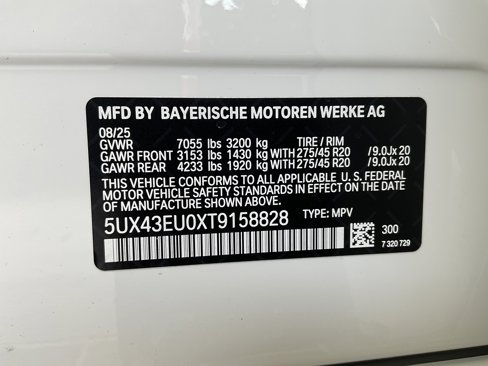 MFD BY BAYERISCHE MOTOREN WERKE AG
08/25
GVWR 7055 lbs 3200 kg TIRE / RIM
GAWR FRONT 3153 lbs 1430 kg WITH 275/45 R20 /9.0Jx 20
GAWR REAR 4233 lbs 1920 kg WITH 275/45 R20 /9.0Jx 20
THIS VEHICLE CONFORMS TO ALL APPLICABLE U. S. FEDERAL
MOTOR VEHICLE SAFETY STANDARDS IN EFFECT ON THE
DATE OF MANUFACTURE SHOWN ABOVE.
5UX43EU0XT9158828 TYPE: MPV
300
7 320 729